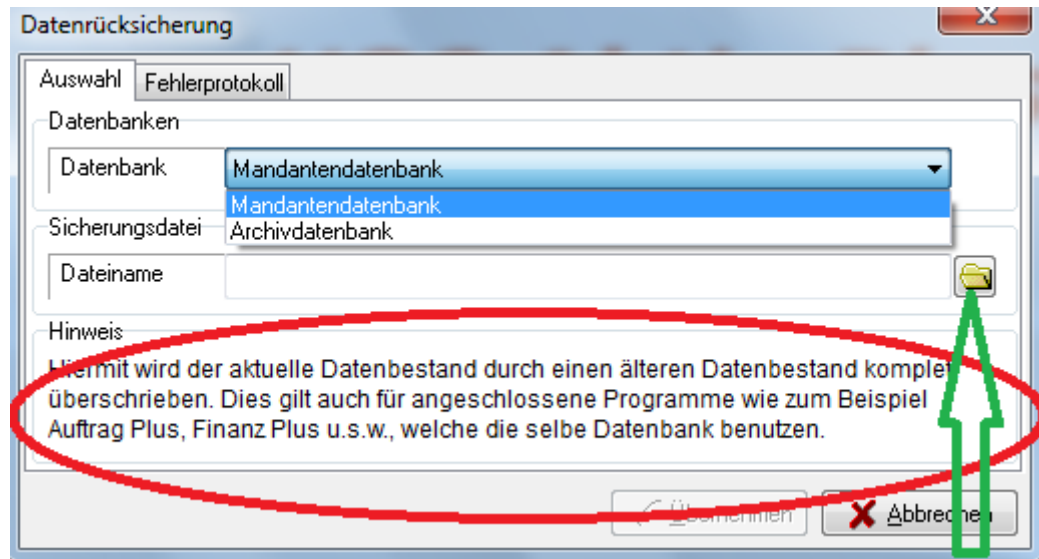 Datenrücksicherung
Auswahl Fehlerprotokoll
Datenbanken
Datenbank Mandantendatenbank
Mandantendatenbank
Sicherungsdatei Archivdatenbank
Dateiname
Hinweis
Hiermit wird der aktuelle Datenbestand durch einen älteren Datenbestand komplet
überschrieben. Dies gilt auch für angeschlossene Programme wie zum Beispiel
Auftrag Plus, Finanz Plus u.s.w., welche die selbe Datenbank benutzen.
Übernehmen Abbrechen